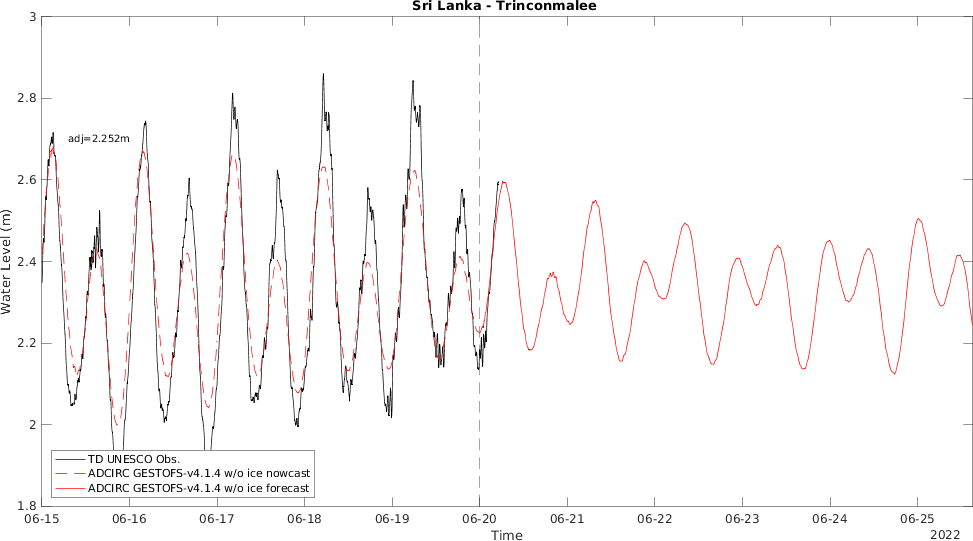 Sri Lanka - Trinconmalee
3
2.8
2.6
2.4
2.2
2
1.8
Water Level (m)
adj=2.252m
TD UNESCO Obs.
ADCIRC GESTOFS-v4.1.4 w/o ice nowcast
ADCIRC GESTOFS-v4.1.4 w/o ice forecast
06-15 06-16 06-17 06-18 06-19 06-20 06-21 06-22 06-23 06-24 06-25
Time
2022